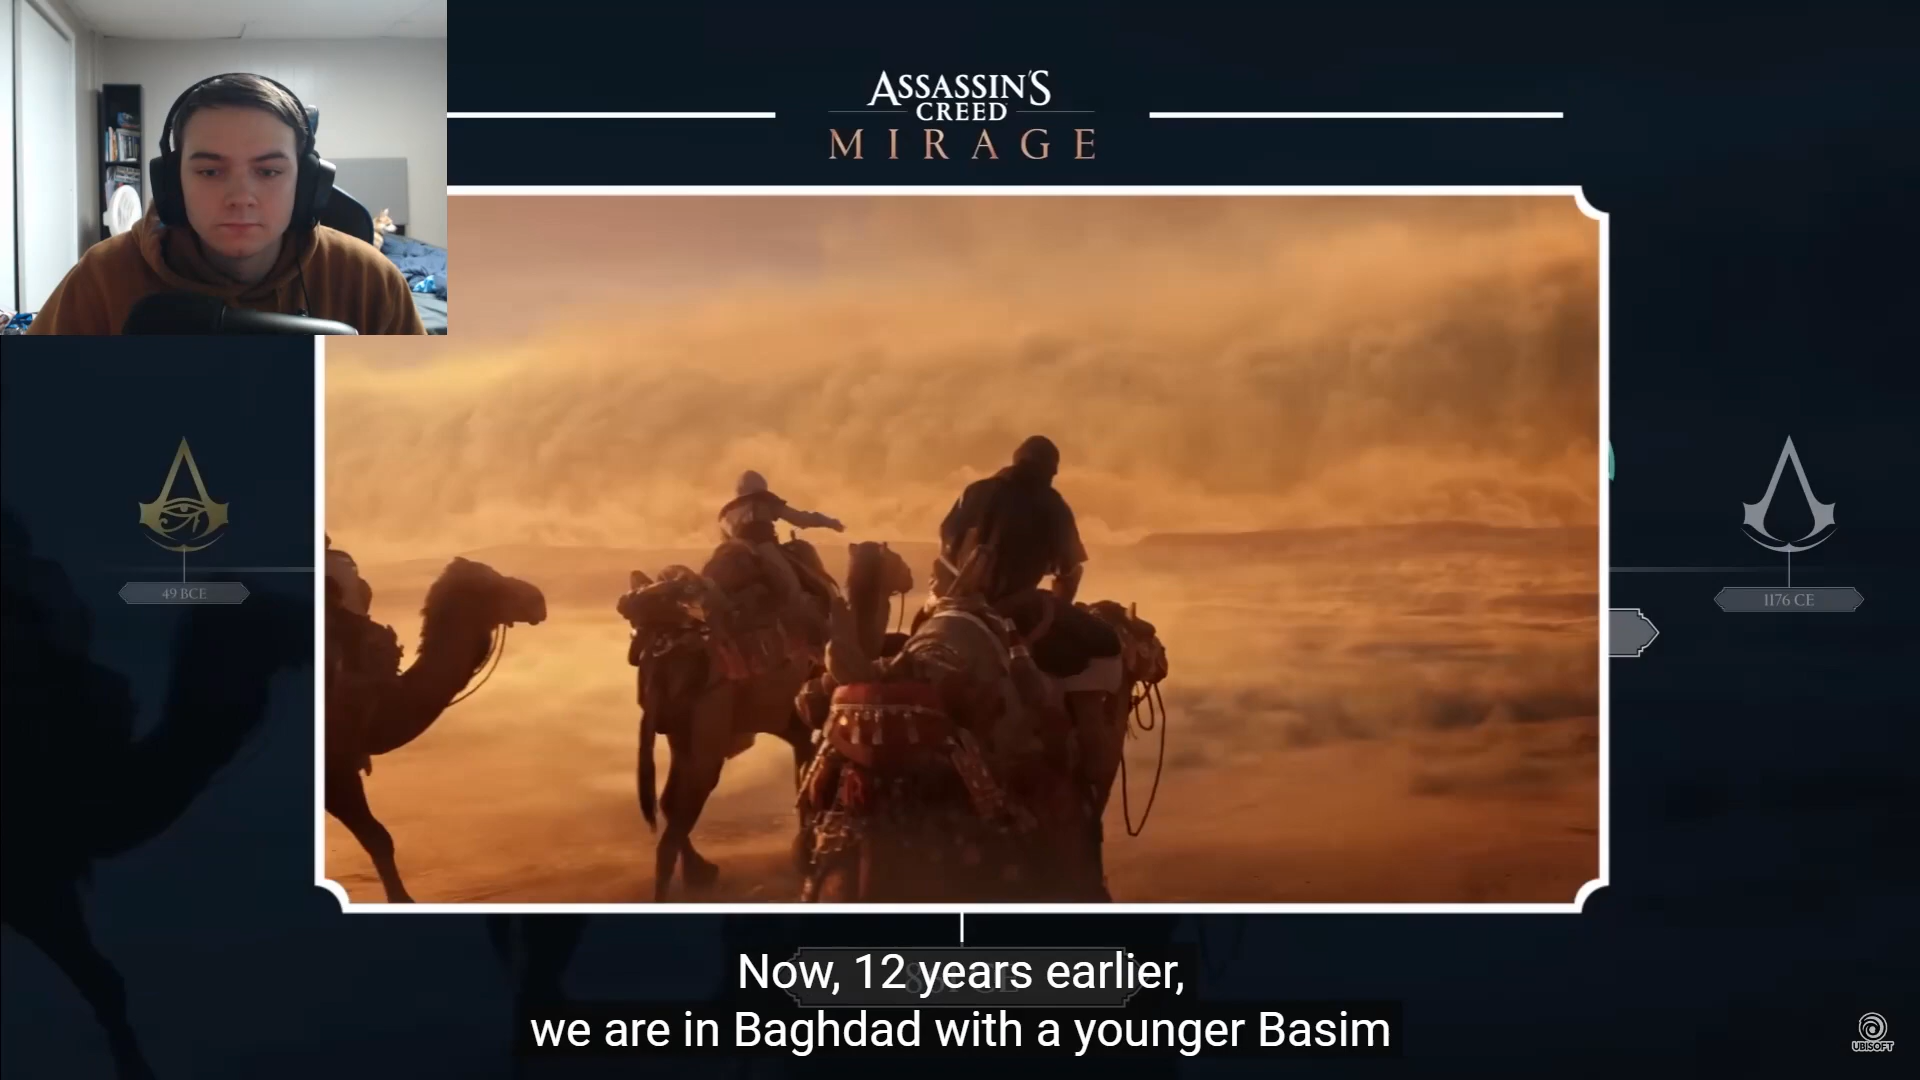 ASSASSIN'S
CREED
MIRAGE
49 BCE
1176 CE
Now, 12 years earlier,
we are in Baghdad with a younger Basim
UBISOFT